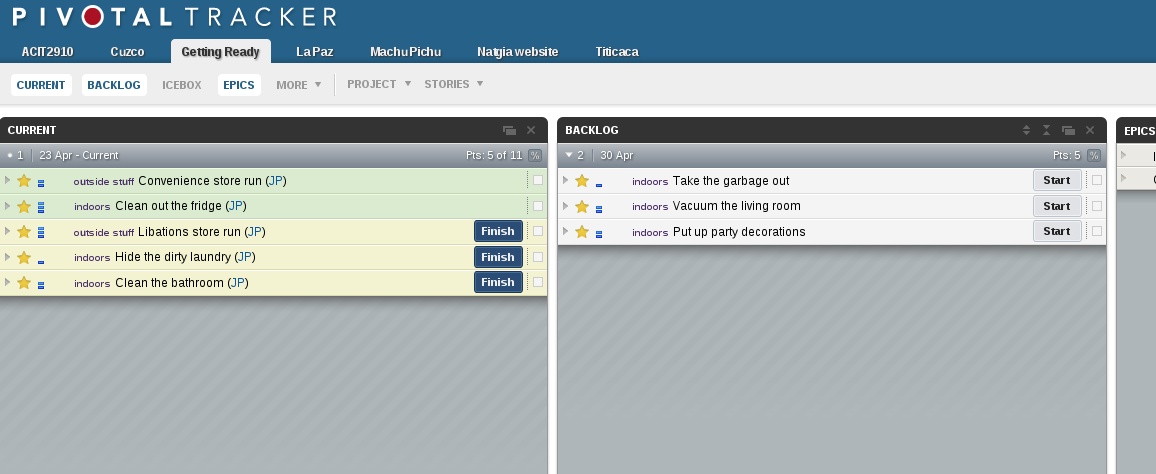 PIVOTAL TRACKER
ACIT2910 Cuzco Getting Ready La Paz Machu Pichu Natgia website Titicaca
CURRENT BACKLOG ICEBOX EPICS MORE PROJECT STORIES
CURRENT
1 23 Apr - Current Pts: 5 of 11 %
outside stuff Convenience store run (JP)
indoors Clean out the fridge (JP)
outside stuff Libations store run (JP) Finish
indoors Hide the dirty laundry (JP) Finish
indoors Clean the bathroom (JP) Finish
BACKLOG
2 30 Apr Pts: 5 %
indoors Take the garbage out Start
indoors Vacuum the living room Start
indoors Put up party decorations Start
EPICS